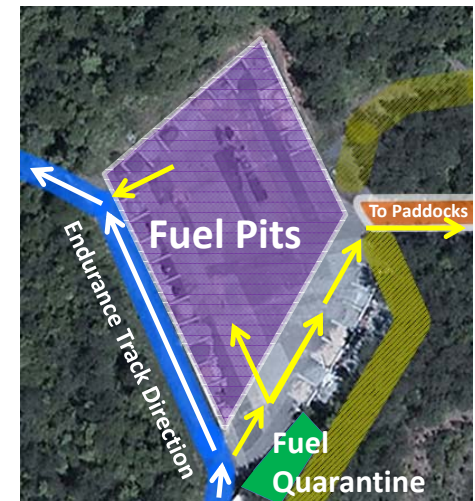 To Paddocks
Fuel Pits
Endurance Track Direction
Fuel
Quarantine